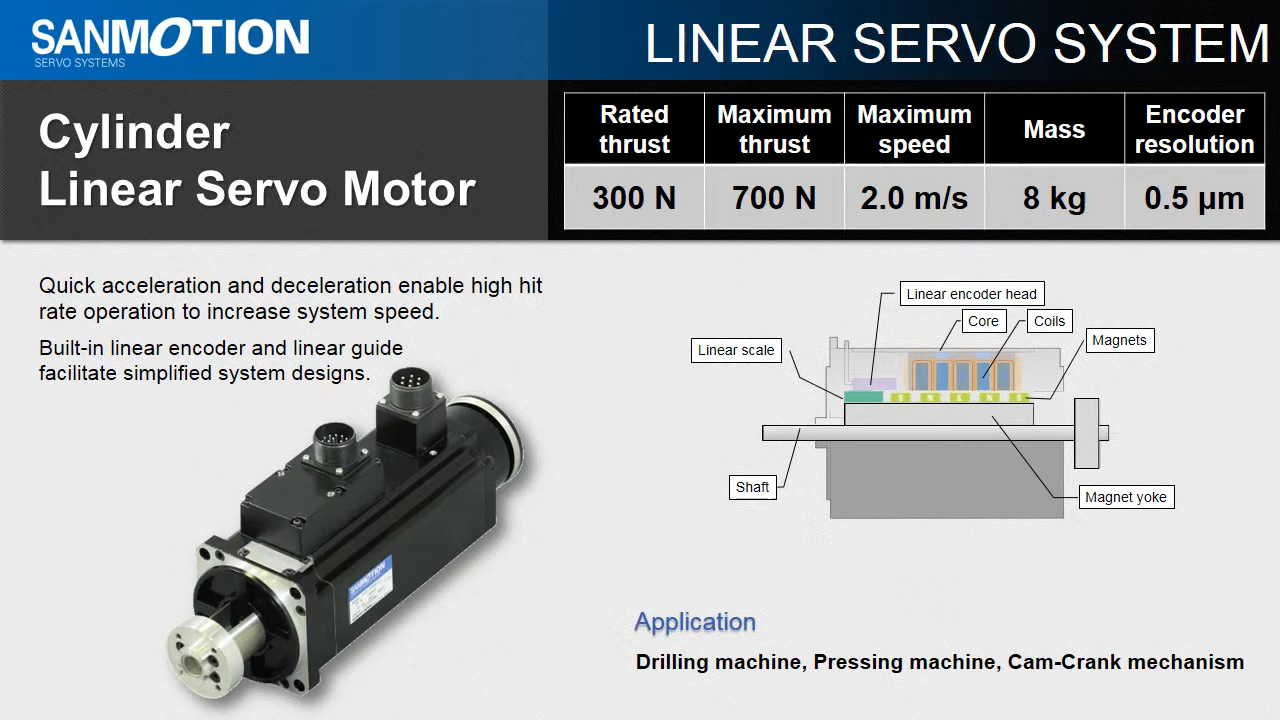 SANMOTION
SERVO SYSTEMS
LINEAR SERVO SYSTEM
Cylinder
Linear Servo Motor
Rated thrust
Maximum thrust
Maximum speed
Mass
Encoder resolution
300 N
700 N
2.0 m/s
8 kg
0.5 μm
Quick acceleration and deceleration enable high hit
rate operation to increase system speed.
Built-in linear encoder and linear guide
facilitate simplified system designs.
Linear encoder head
Core
Coils
Magnets
Linear scale
S N S N S
Shaft
Magnet yoke
SANMOTION
Application
Drilling machine, Pressing machine, Cam-Crank mechanism